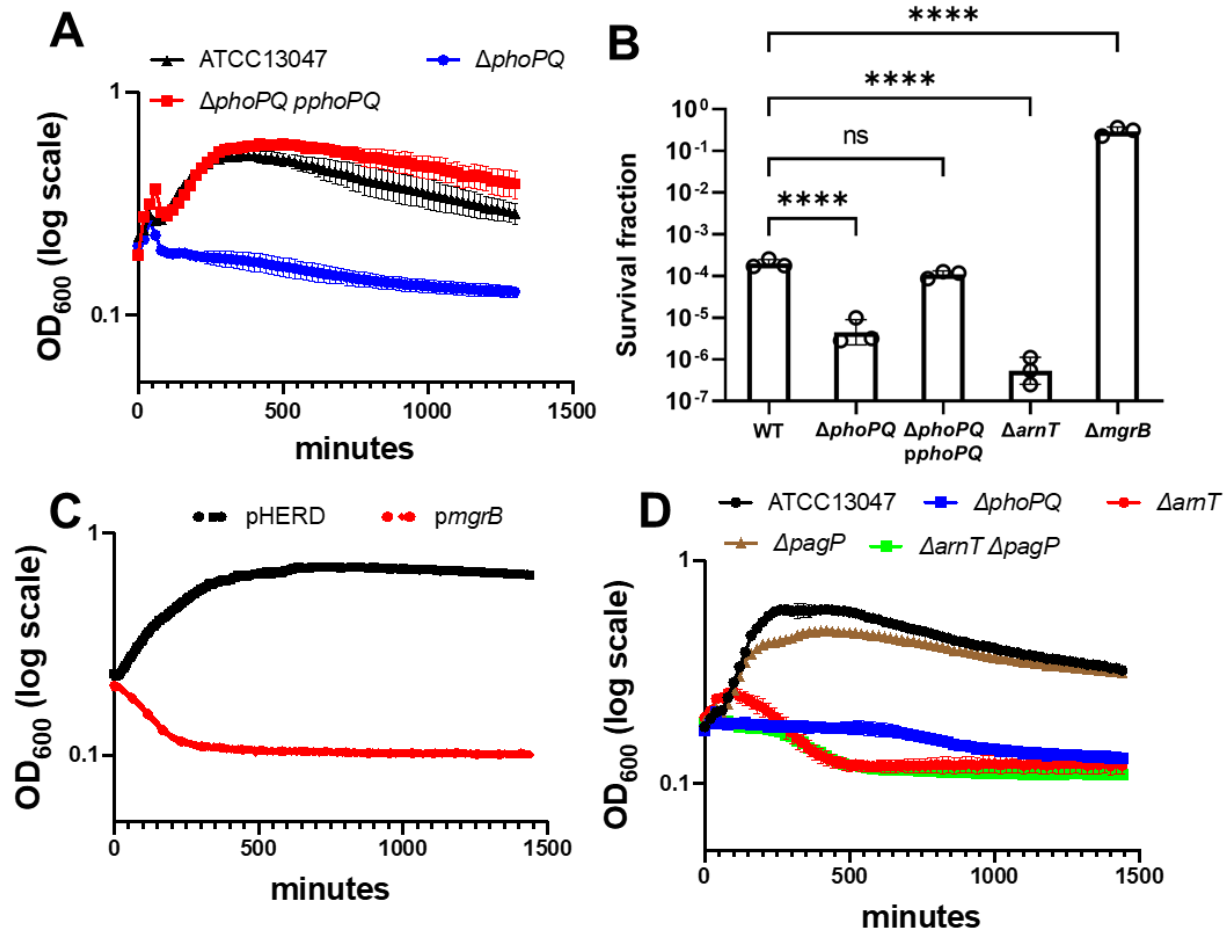 A
ATCC13047
ΔphoPQ
ΔphoPQ pphoPQ
OD600 (log scale)
1
0.1
0
500
1000
1500
minutes
B
****
****
ns
****
Survival fraction
10^0
10^-1
10^-2
10^-3
10^-4
10^-5
10^-6
10^-7
WT
ΔphoPQ
ΔphoPQ
pphoPQ
ΔarnT
ΔmgrB
C
pHERD
pmgrB
OD600 (log scale)
1
0.1
0
500
1000
1500
minutes
D
ATCC13047
ΔphoPQ
ΔarnT
ΔpagP
ΔarnT ΔpagP
OD600 (log scale)
1
0.1
0
500
1000
1500
minutes